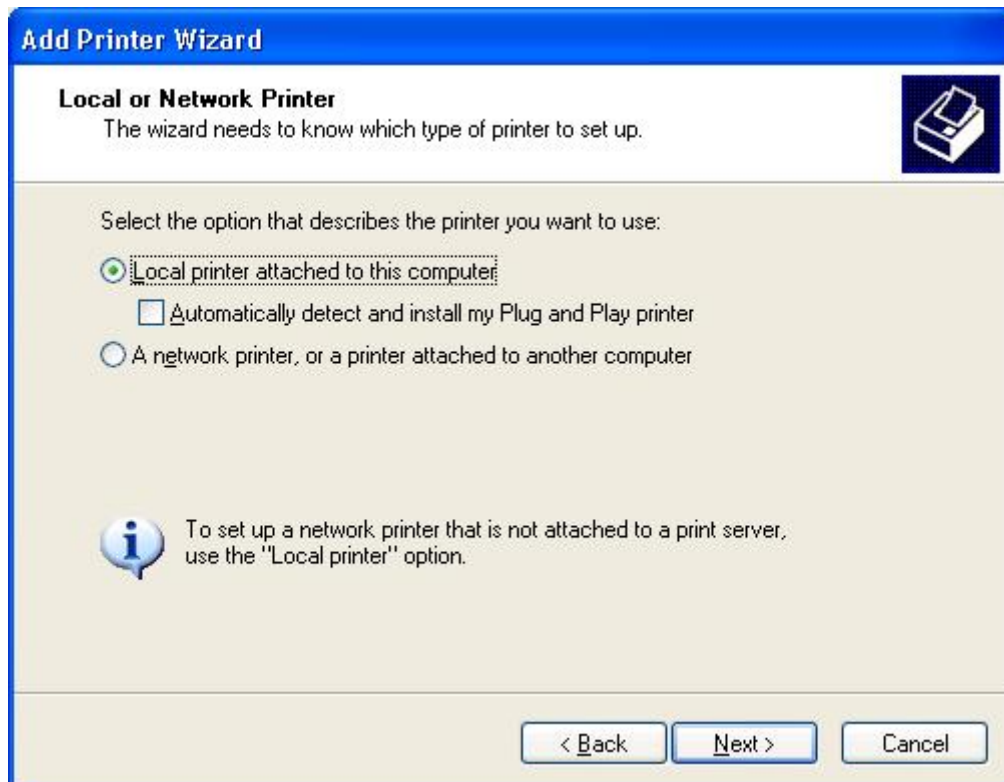 Add Printer Wizard
Local or Network Printer
The wizard needs to know which type of printer to set up.
Select the option that describes the printer you want to use:
Local printer attached to this computer
Automatically detect and install my Plug and Play printer
A network printer, or a printer attached to another computer
To set up a network printer that is not attached to a print server,
use the "Local printer" option.
< Back Next > Cancel